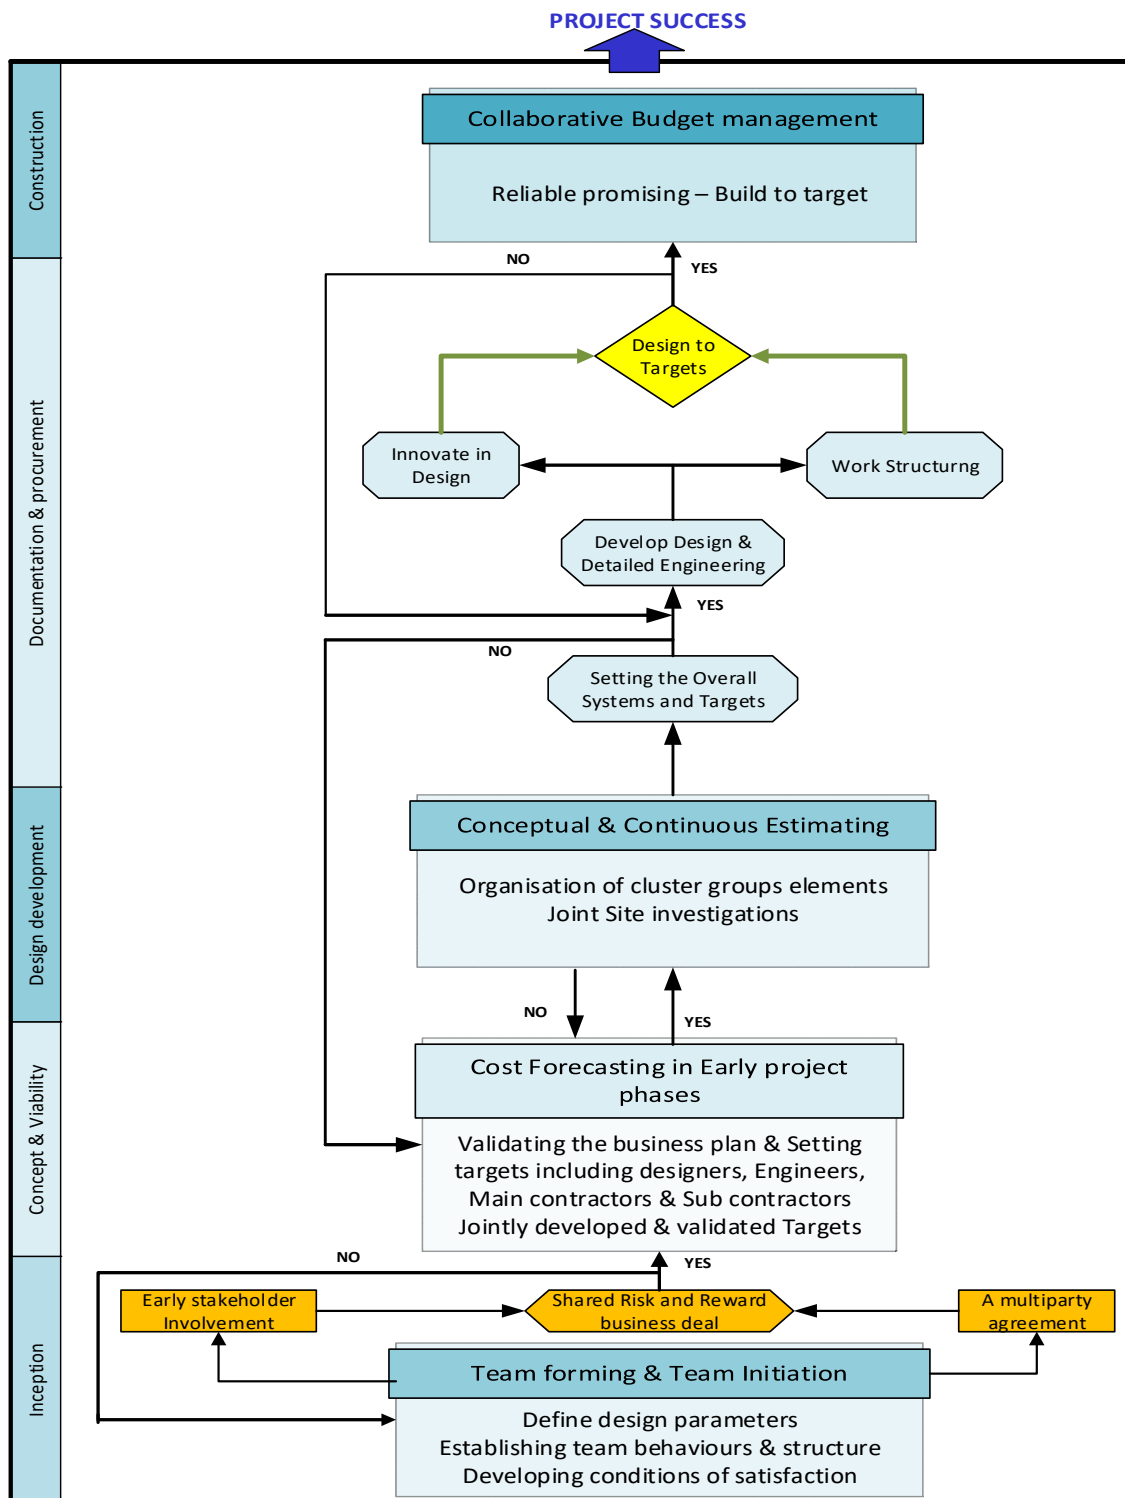 PROJECT SUCCESS
Construction
Collaborative Budget management
Reliable promising – Build to target
NO
YES
Documentation & procurement
Design to
Targets
Innovate in
Design
Work Structurng
Develop Design &
Detailed Engineering
YES
NO
Setting the Overall
Systems and Targets
Design development
Conceptual & Continuous Estimating
Organisation of cluster groups elements
Joint Site investigations
NO
YES
Concept & Viability
Cost Forecasting in Early project
phases
Validating the business plan & Setting
targets including designers, Engineers,
Main contractors & Sub contractors
Jointly developed & validated Targets
NO
YES
Inception
Early stakeholder
Involvement
Shared Risk and Reward
business deal
A multiparty
agreement
Team forming & Team Initiation
Define design parameters
Establishing team behaviours & structure
Developing conditions of satisfaction